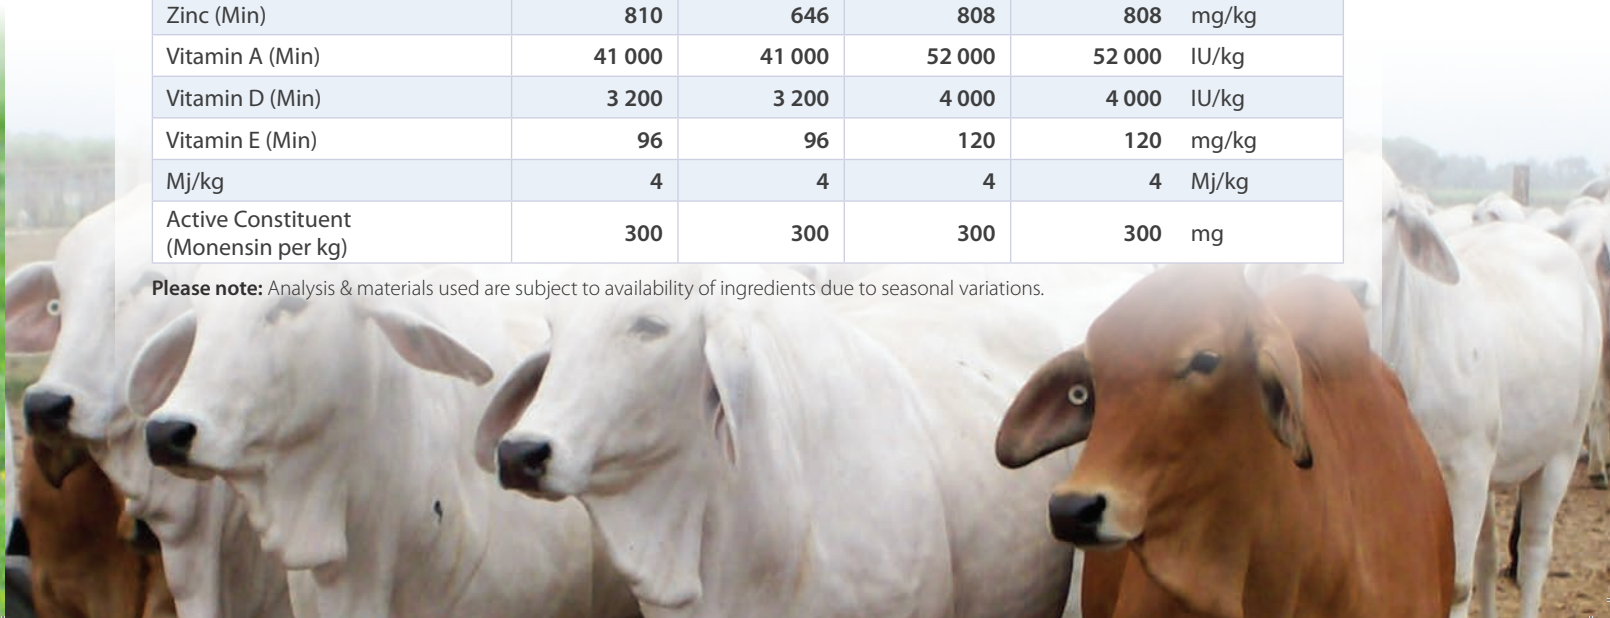 Zinc (Min) 810 646 808 808 mg/kg
Vitamin A (Min) 41 000 41 000 52 000 52 000 IU/kg
Vitamin D (Min) 3 200 3 200 4 000 4 000 IU/kg
Vitamin E (Min) 96 96 120 120 mg/kg
Mj/kg 4 4 4 4 Mj/kg
Active Constituent
(Monensin per kg) 300 300 300 300 mg
Please note: Analysis & materials used are subject to availability of ingredients due to seasonal variations.